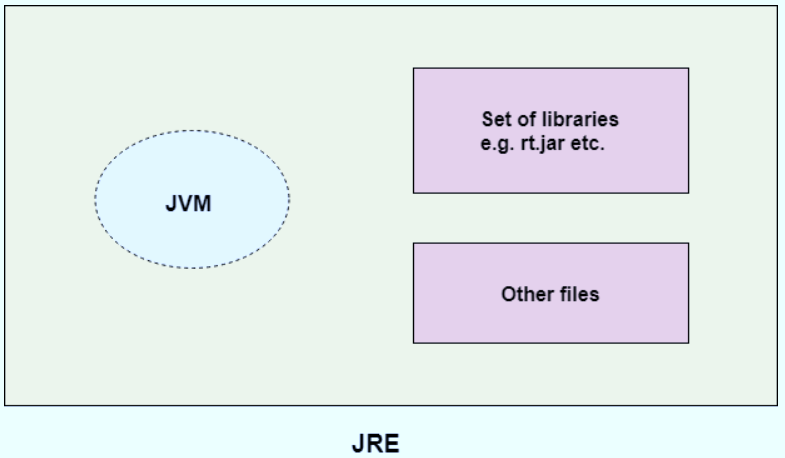 Set of libraries
e.g. rt.jar etc.
JVM
Other files
JRE